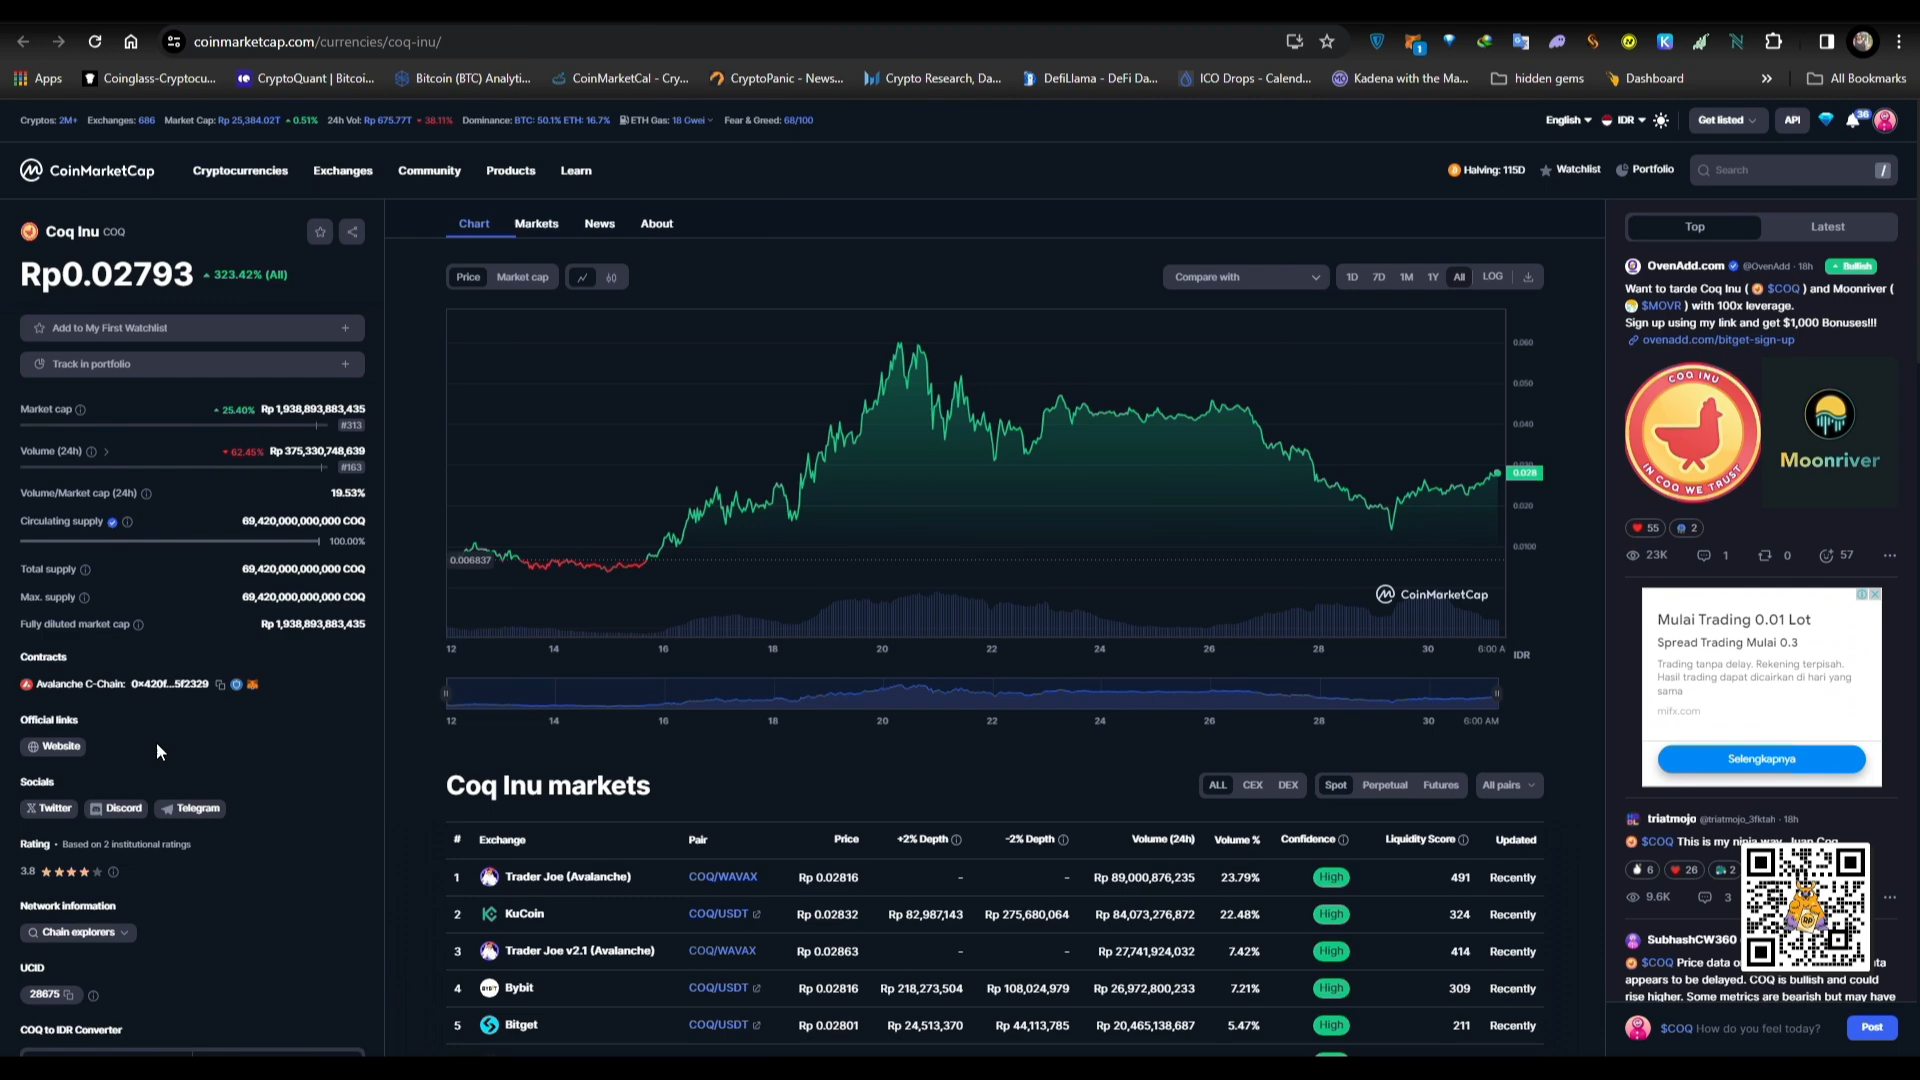 coinmarketcap.com/currencies/coq-inu/
1
Apps
Coinglass-Cryptocu...
CryptoQuant | Bitcoi...
Bitcoin (BTC) Analyti...
CoinMarketCal - Cry...
CryptoPanic - News...
Crypto Research, Da...
DefiLlama - DeFi Da...
ICO Drops - Calend...
Kadena with the Ma...
hidden gems
Dashboard
All Bookmarks
Cryptos: 2M+ Exchanges: 686 Market Cap: Rp 25,384.02T 0.51% 24h Vol: Rp 675.77T 38.11% Dominance: BTC: 50.1% ETH: 16.7% ETH Gas: 18 Gwei Fear & Greed: 68/100
English IDR Get listed API 36
CoinMarketCap Cryptocurrencies Exchanges Community Products Learn
Halving: 115D Watchlist Portfolio Search /
Coq Inu COQ
Rp0.02793 323.42% (All)
Add to My First Watchlist +
Track in portfolio +
Market cap 25.40% Rp 1,938,893,883,435
#313
Volume (24h) 62.45% Rp 375,330,748,639
#163
Volume/Market cap (24h) 19.53%
Circulating supply 69,420,000,000,000 COQ
100.00%
Total supply 69,420,000,000,000 COQ
Max. supply 69,420,000,000,000 COQ
Fully diluted market cap Rp 1,938,893,883,435
Contracts
Avalanche C-Chain: 0x420f...5f2329
Official links
Website
Socials
Twitter Discord Telegram
Rating • Based on 2 institutional ratings
3.8
Network information
Chain explorers
UCID
28675
COQ to IDR Converter
Chart Markets News About
Price Market cap
Compare with 1D 7D 1M 1Y All LOG
0.060
0.050
0.040
0.028
0.020
0.0100
0.006837
CoinMarketCap
12 14 16 18 20 22 24 26 28 30 6:00 A
IDR
12 14 16 18 20 22 24 26 28 30 6:00 AM
Coq Inu markets
ALL CEX DEX Spot Perpetual Futures All pairs
# Exchange Pair Price +2% Depth -2% Depth Volume (24h) Volume % Confidence Liquidity Score Updated
1 Trader Joe (Avalanche) COQ/WAVAX Rp 0.02816 - - Rp 89,000,876,235 23.79% High 491 Recently
2 KuCoin COQ/USDT Rp 0.02832 Rp 82,987,143 Rp 275,680,064 Rp 84,073,276,872 22.48% High 324 Recently
3 Trader Joe v2.1 (Avalanche) COQ/WAVAX Rp 0.02863 - - Rp 27,741,924,032 7.42% High 414 Recently
4 Bybit COQ/USDT Rp 0.02816 Rp 218,273,504 Rp 108,024,979 Rp 26,972,800,233 7.21% High 309 Recently
5 Bitget COQ/USDT Rp 0.02801 Rp 24,513,370 Rp 44,113,785 Rp 20,465,138,687 5.47% High 211 Recently
Top Latest
OvenAdd.com @OvenAdd · 18h Bullish
Want to tarde Coq Inu ( $COQ ) and Moonriver (
$MOVR ) with 100x leverage.
Sign up using my link and get $1,000 Bonuses!!!
ovenadd.com/bitget-sign-up
COQ INU
IN COQ WE TRUST
Moonriver
55 2
23K 1 0 57
Mulai Trading 0.01 Lot
Spread Trading Mulai 0.3
Trading tanpa delay. Rekening terpisah.
Hasil trading dapat dicairkan di hari yang
sama
mifx.com
Selengkapnya
triatmojo @triatmojo_3fktah · 18h
$COQ This is my ninja way, Juan Coq
6 26 2
9.6K 3
SubhashCW360
$COQ Price data
appears to be delayed. COQ is bullish and could
rise higher. Some metrics are bearish but may have
$COQ How do you feel today? Post